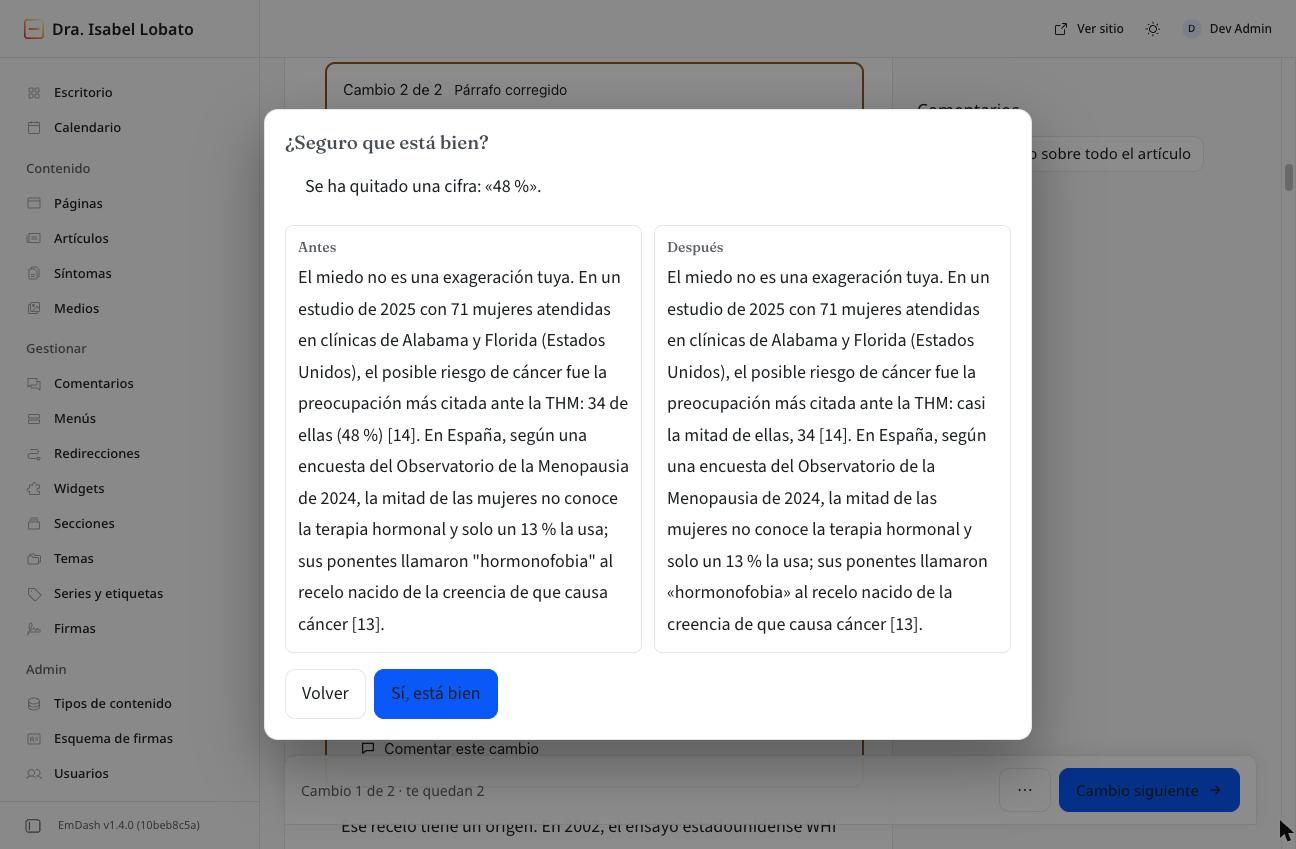 Dra. Isabel Lobato
Ver sitio
D
Dev Admin
Escritorio
Calendario
Contenido
Páginas
Artículos
Síntomas
Medios
Gestionar
Comentarios
Menús
Redirecciones
Widgets
Secciones
Temas
Series y etiquetas
Firmas
Admin
Tipos de contenido
Esquema de firmas
Usuarios
EmDash v1.4.0 (10beb8c5a)
Cambio 2 de 2 Párrafo corregido
Comentarios
sobre todo el artículo
¿Seguro que está bien?
Se ha quitado una cifra: «48 %».
Antes
El miedo no es una exageración tuya. En un
estudio de 2025 con 71 mujeres atendidas
en clínicas de Alabama y Florida (Estados
Unidos), el posible riesgo de cáncer fue la
preocupación más citada ante la THM: 34 de
ellas (48 %) [14]. En España, según una
encuesta del Observatorio de la Menopausia
de 2024, la mitad de las mujeres no conoce
la terapia hormonal y solo un 13 % la usa;
sus ponentes llamaron "hormonofobia" al
recelo nacido de la creencia de que causa
cáncer [13].
Después
El miedo no es una exageración tuya. En un
estudio de 2025 con 71 mujeres atendidas
en clínicas de Alabama y Florida (Estados
Unidos), el posible riesgo de cáncer fue la
preocupación más citada ante la THM: casi
la mitad de ellas, 34 [14]. En España, según
una encuesta del Observatorio de la
Menopausia de 2024, la mitad de las
mujeres no conoce la terapia hormonal y
solo un 13 % la usa; sus ponentes llamaron
«hormonofobia» al recelo nacido de la
creencia de que causa cáncer [13].
Volver
Sí, está bien
Comentar este cambio
Cambio 1 de 2 · te quedan 2
...
Cambio siguiente →
Ese recelo tiene un origen. En 2002, el ensayo estadounidense WHI